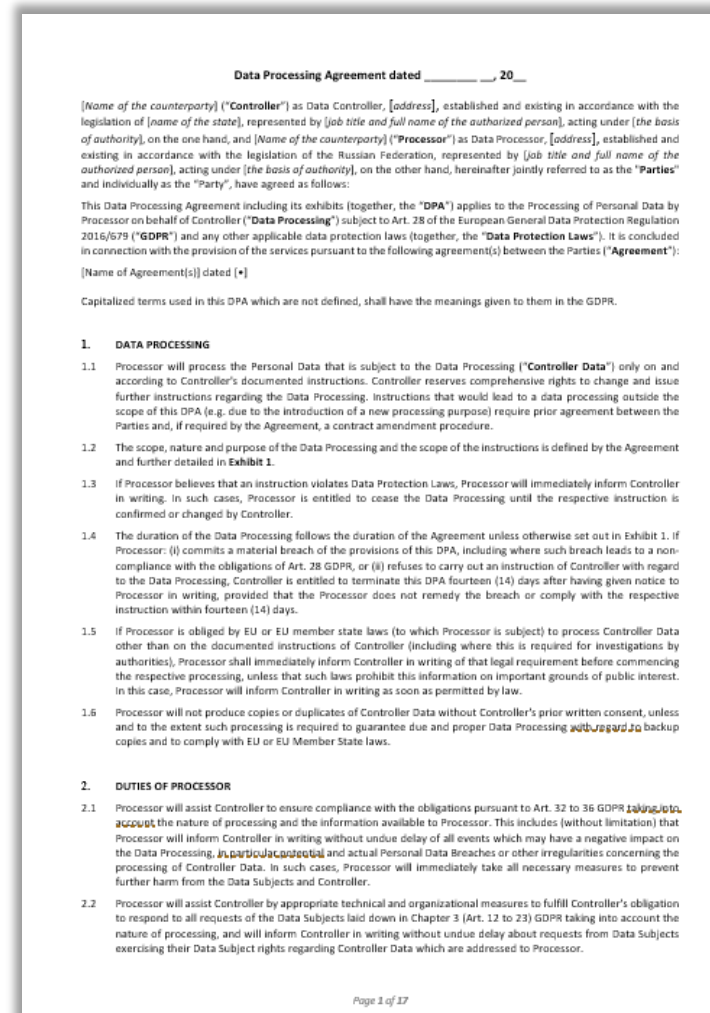 Data Processing Agreement dated ________ __, 20__
[Name of the counterparty] (“Controller”) as Data Controller, [address], established and existing in accordance with the
legislation of [name of the state], represented by [job title and full name of the authorized person], acting under [the basis
of authority], on the one hand, and [Name of the counterparty] (“Processor”) as Data Processor, [address], established and
existing in accordance with the legislation of the Russian Federation, represented by [job title and full name of the
authorized person], acting under [the basis of authority], on the other hand, hereinafter jointly referred to as the “Parties”
and individually as the “Party”, have agreed as follows:
This Data Processing Agreement including its exhibits (together, the “DPA”) applies to the Processing of Personal Data by
Processor on behalf of Controller (“Data Processing”) subject to Art. 28 of the European General Data Protection Regulation
2016/679 (“GDPR”) and any other applicable data protection laws (together, the “Data Protection Laws”). It is concluded
in connection with the provision of the services pursuant to the following agreement(s) between the Parties (“Agreement”):
[Name of Agreement(s)] dated [•]
Capitalized terms used in this DPA which are not defined, shall have the meanings given to them in the GDPR.
1. DATA PROCESSING
1.1 Processor will process the Personal Data that is subject to the Data Processing (“Controller Data”) only on and
according to Controller's documented instructions. Controller reserves comprehensive rights to change and issue
further instructions regarding the Data Processing. Instructions that would lead to a data processing outside the
scope of this DPA (e.g. due to the introduction of a new processing purpose) require prior agreement between the
Parties and, if required by the Agreement, a contract amendment procedure.
1.2 The scope, nature and purpose of the Data Processing and the scope of the instructions is defined by the Agreement
and further detailed in Exhibit 1.
1.3 If Processor believes that an instruction violates Data Protection Laws, Processor will immediately inform Controller
in writing. In such cases, Processor is entitled to cease the Data Processing until the respective instruction is
confirmed or changed by Controller.
1.4 The duration of the Data Processing follows the duration of the Agreement unless otherwise set out in Exhibit 1. If
Processor: (i) commits a material breach of the provisions of this DPA, including where such breach leads to a non-
compliance with the obligations of Art. 28 GDPR, or (ii) refuses to carry out an instruction of Controller with regard
to the Data Processing, Controller is entitled to terminate this DPA fourteen (14) days after having given notice to
Processor in writing, provided that the Processor does not remedy the breach or comply with the respective
instruction within fourteen (14) days.
1.5 If Processor is obliged by EU or EU member state laws (to which Processor is subject) to process Controller Data
other than on the documented instructions of Controller (including where this is required for investigations by
authorities), Processor shall immediately inform Controller in writing of that legal requirement before commencing
the respective processing, unless that such laws prohibit this information on important grounds of public interest.
In this case, Processor will inform Controller in writing as soon as permitted by law.
1.6 Processor will not produce copies or duplicates of Controller Data without Controller's prior written consent, unless
and to the extent such processing is required to guarantee due and proper Data Processing with regard to backup
copies and to comply with EU or EU Member State laws.
2. DUTIES OF PROCESSOR
2.1 Processor will assist Controller to ensure compliance with the obligations pursuant to Art. 32 to 36 GDPR taking into
account the nature of processing and the information available to Processor. This includes (without limitation) that
Processor will inform Controller in writing without undue delay of all events which may have a negative impact on
the Data Processing, in particular potential and actual Personal Data Breaches or other irregularities concerning the
processing of Controller Data. In such cases, Processor will immediately take all necessary measures to prevent
further harm from the Data Subjects and Controller.
2.2 Processor will assist Controller by appropriate technical and organizational measures to fulfill Controller's obligation
to respond to all requests of the Data Subjects laid down in Chapter 3 (Art. 12 to 23) GDPR taking into account the
nature of processing, and will inform Controller in writing without undue delay about requests from Data Subjects
exercising their Data Subject rights regarding Controller Data which are addressed to Processor.
Page 1 of 17